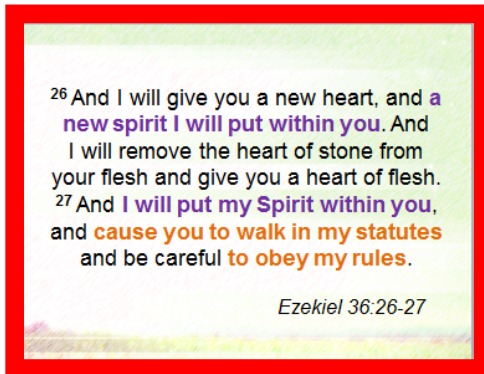 26 And I will give you a new heart, and a
new spirit I will put within you. And
I will remove the heart of stone from
your flesh and give you a heart of flesh.
27 And I will put my Spirit within you,
and cause you to walk in my statutes
and be careful to obey my rules.
Ezekiel 36:26-27